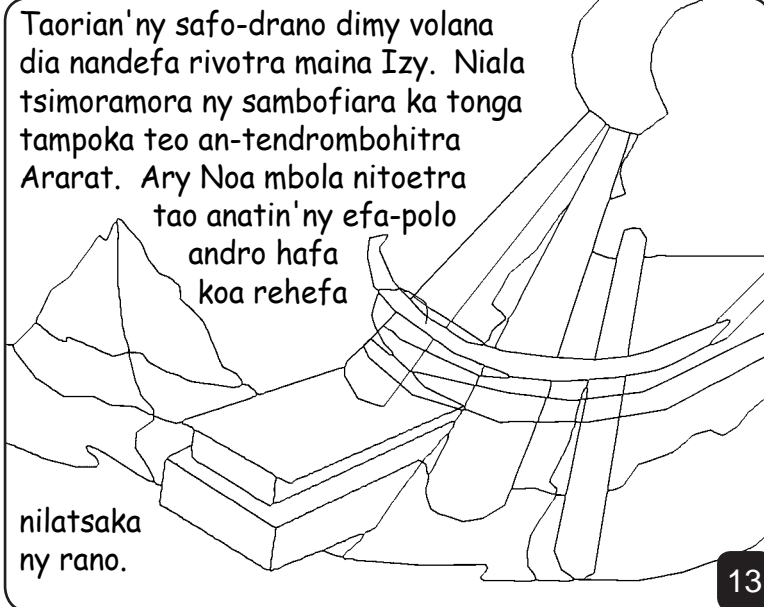 Taorian'ny safo-drano dimy volana
dia nandefa rivotra maina Izy.  Niala
tsimoramora ny sambofiara ka tonga
tampoka teo an-tendrombohitra
Ararat.  Ary Noa mbola nitoetra
tao anatin'ny efa-polo
andro hafa
koa rehefa
nilatsaka
ny rano.
13